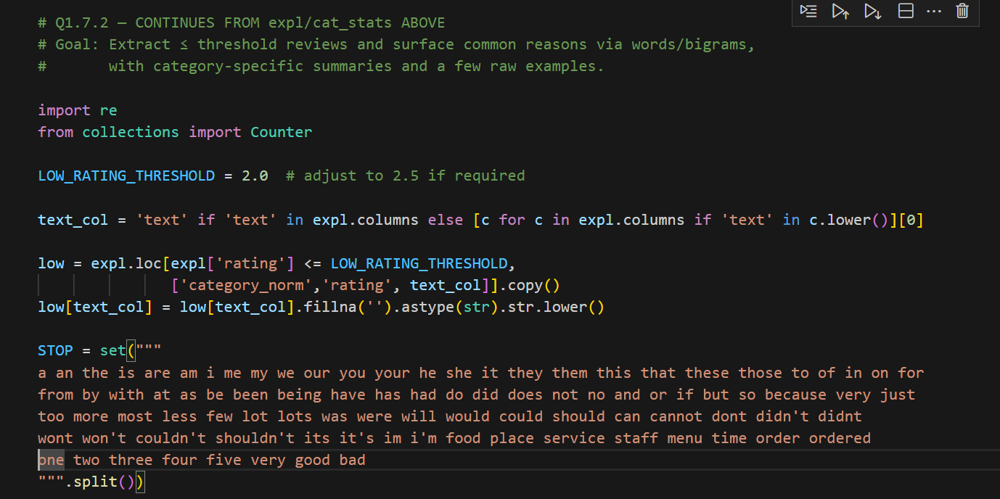 # Q1.7.2 — CONTINUES FROM expl/cat_stats ABOVE
# Goal: Extract ≤ threshold reviews and surface common reasons via words/bigrams,
#       with category-specific summaries and a few raw examples.
import re
from collections import Counter
LOW_RATING_THRESHOLD = 2.0  # adjust to 2.5 if required
text_col = 'text' if 'text' in expl.columns else [c for c in expl.columns if 'text' in c.lower()][0]
low = expl.loc[expl['rating'] <= LOW_RATING_THRESHOLD,
               ['category_norm','rating', text_col]].copy()
low[text_col] = low[text_col].fillna('').astype(str).str.lower()
STOP = set("""
a an the is are am i me my we our you your he she it they them this that these those to of in on for
from by with at as be been being have has had do did does not no and or if but so because very just
too more most less few lot lots was were will would could should can cannot dont didn't didnt
wont won't couldn't shouldn't its it's im i'm food place service staff menu time order ordered
one two three four five very good bad
""".split())